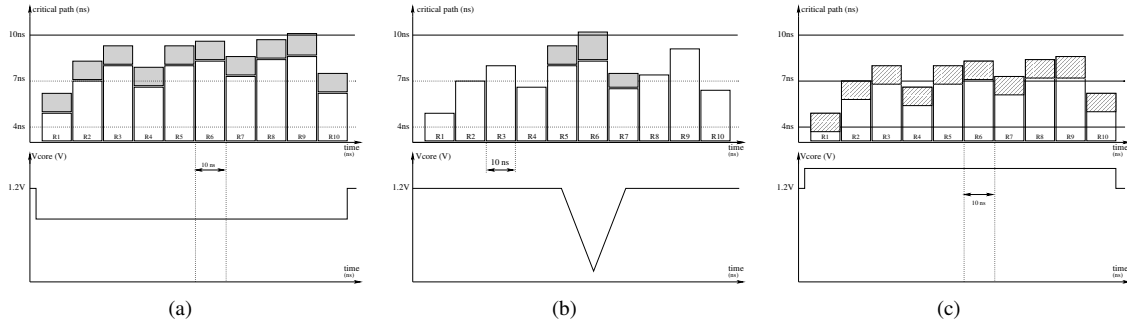 critical path (ns)
10ns
7ns
4ns
R1 R2 R3 R4 R5 R6 R7 R8 R9 R10
time
(ns)
Vcore (V)
10 ns
1.2V
time
(ns)
(a)
critical path (ns)
10ns
7ns
4ns
R1 R2 R3 R4 R5 R6 R7 R8 R9 R10
time
(ns)
Vcore (V)
10 ns
1.2V
time
(ns)
(b)
critical path (ns)
10ns
7ns
4ns
R1 R2 R3 R4 R5 R6 R7 R8 R9 R10
time
(ns)
Vcore (V)
1.2V
10 ns
time
(ns)
(c)